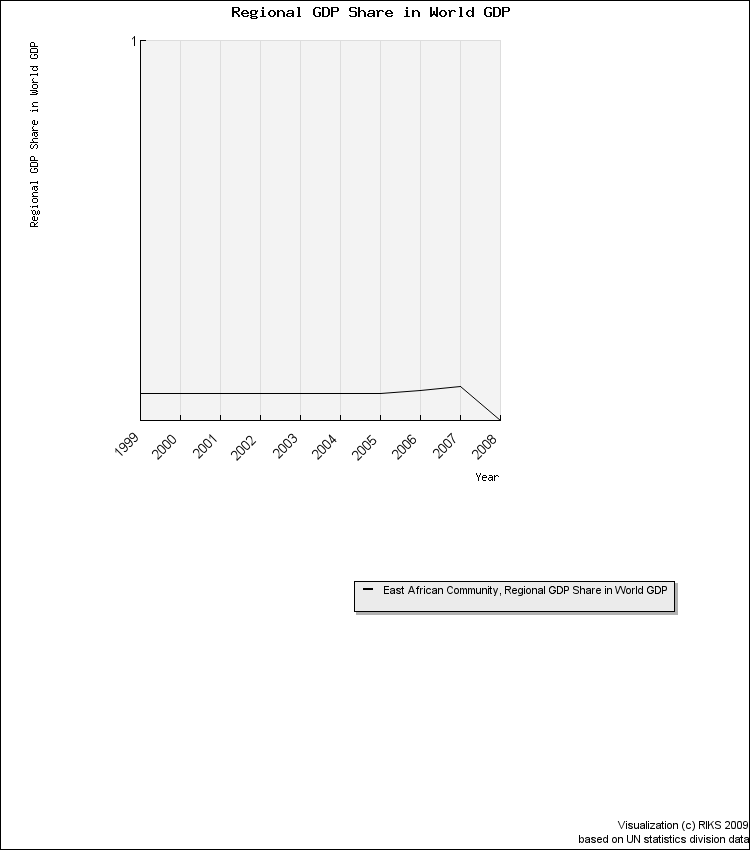 Regional GDP Share in World GDP
Regional GDP Share in World GDP
1
1999
2000
2001
2002
2003
2004
2005
2006
2007
2008
Year
East African Community, Regional GDP Share in World GDP
Visualization (c) RIKS 2009
based on UN statistics division data